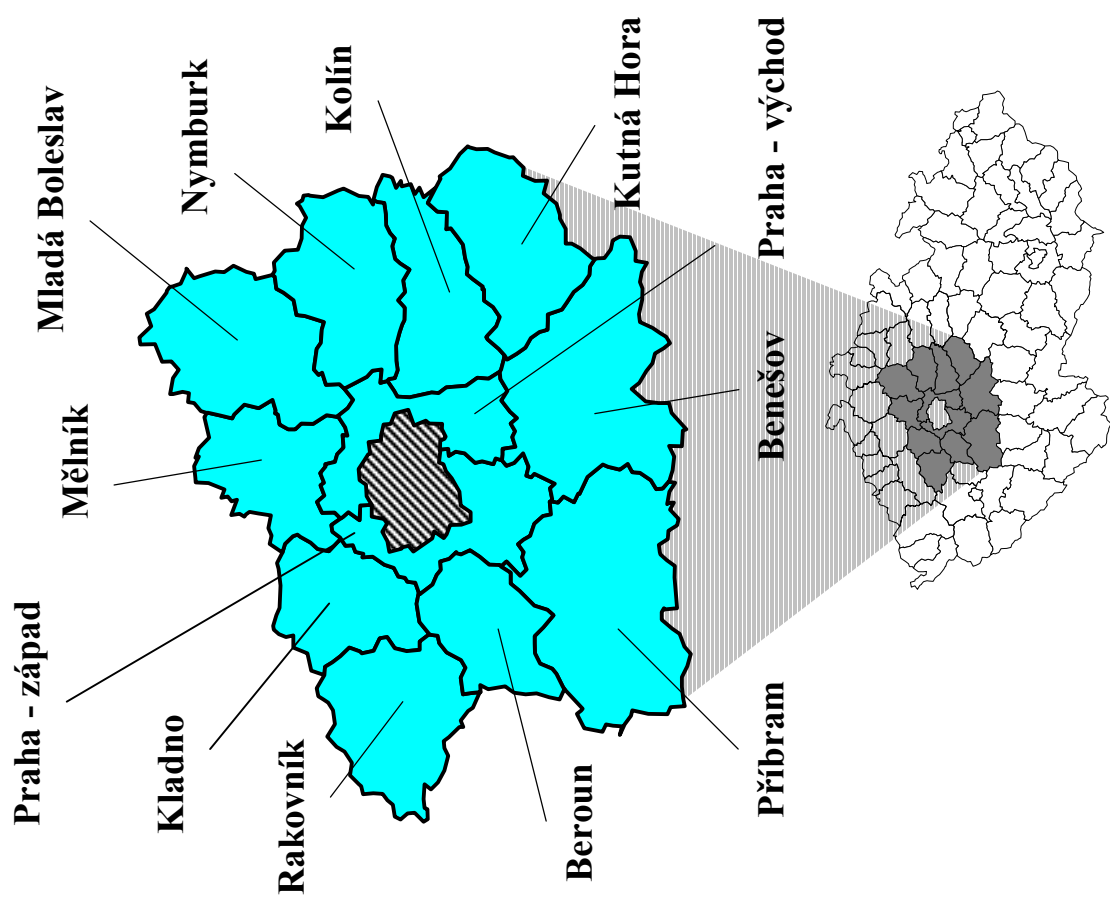 Praha - západ
Mělník
Mladá Boleslav
Kladno
Nymburk
Rakovník
Kolín
Beroun
Kutná Hora
Příbram
Benešov
Praha - východ